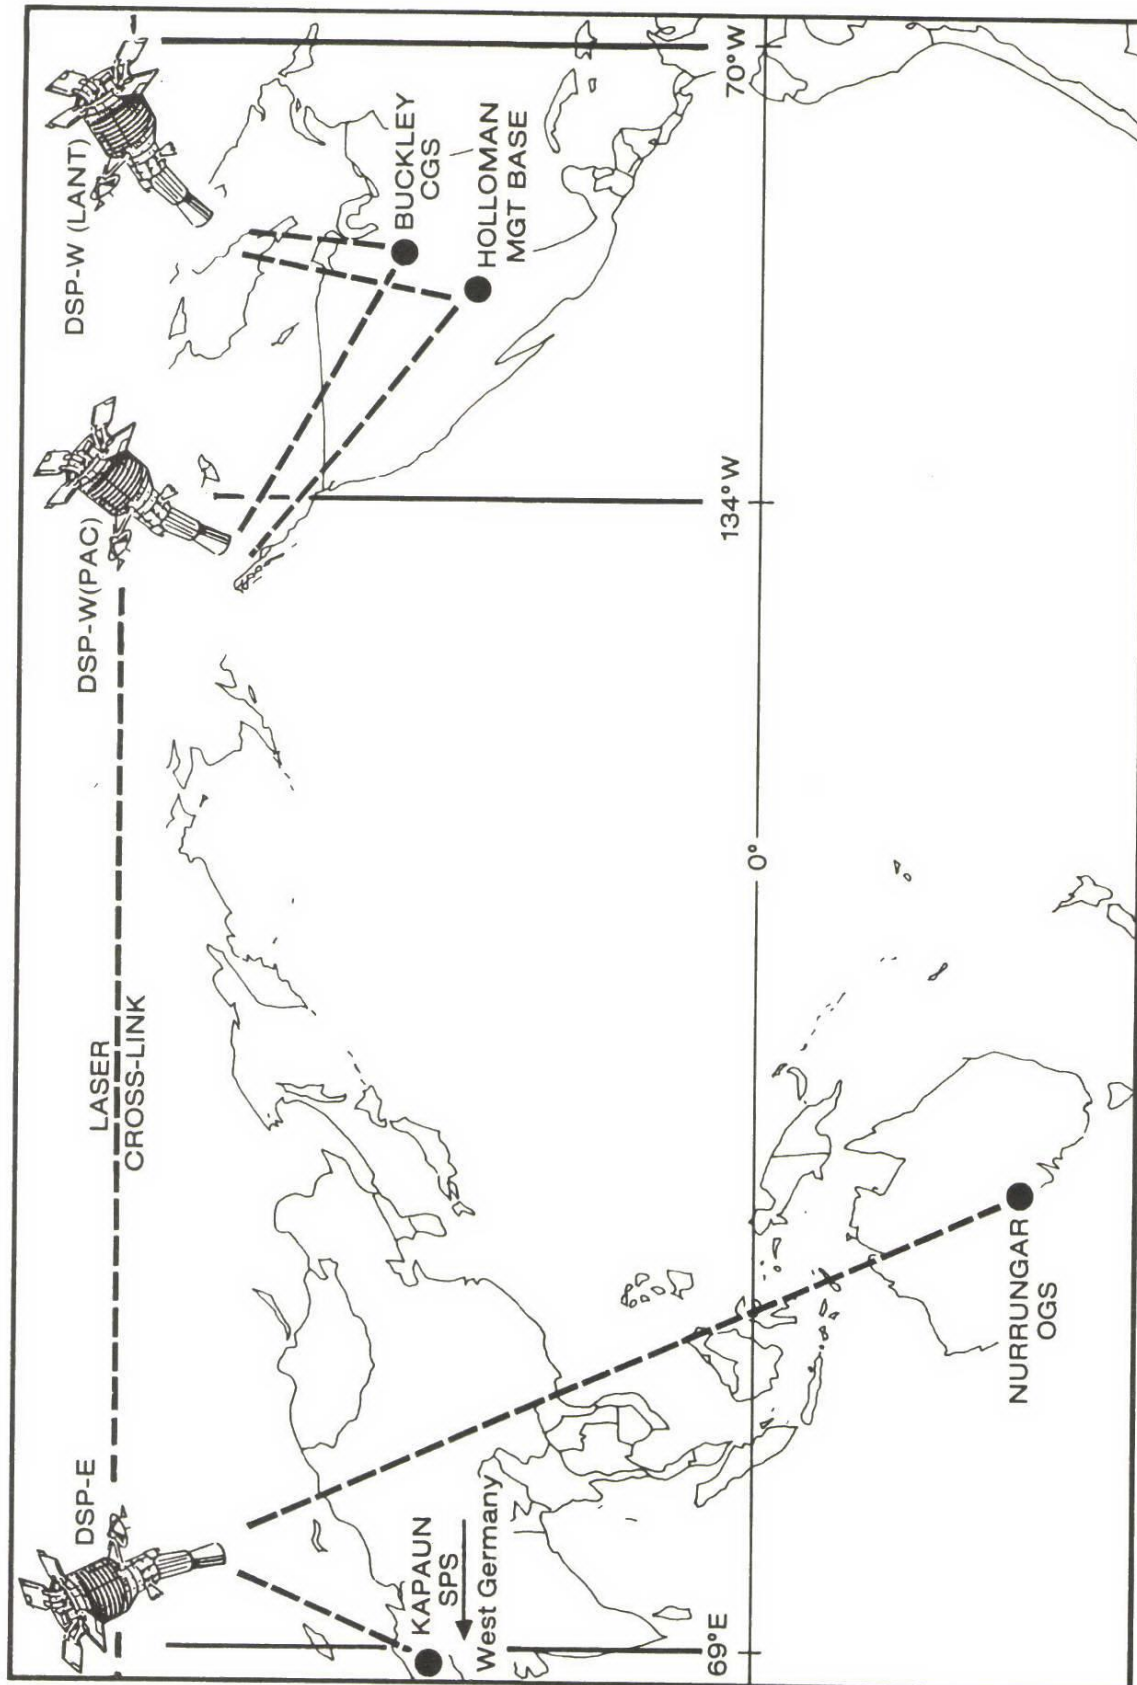 DSP-E
LASER
CROSS-LINK
DSP-W(PAC)
DSP-W (LANT)
KAPAUN
SPS
West Germany
BUCKLEY
CGS
HOLLOMAN
MGT BASE
69°E
0°
134°W
70°W
NURRUNGAR
OGS